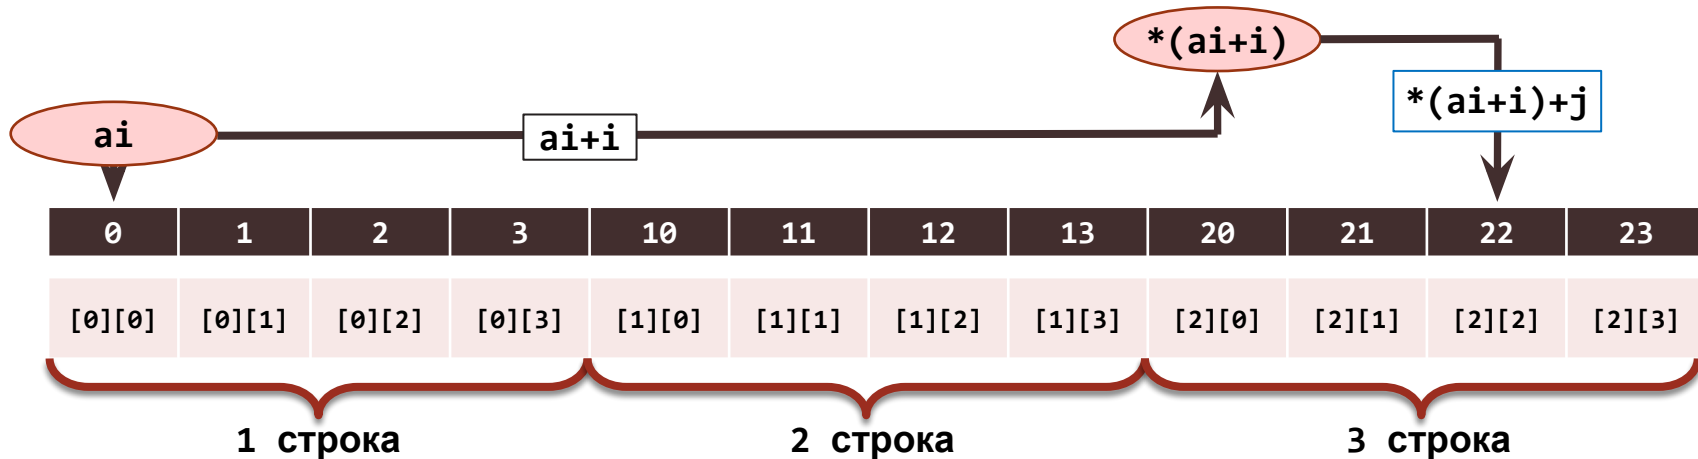 *(ai+i)
*(ai+i)+j
ai
ai+i
0 1 2 3 10 11 12 13 20 21 22 23
[0][0] [0][1] [0][2] [0][3] [1][0] [1][1] [1][2] [1][3] [2][0] [2][1] [2][2] [2][3]
1 строка 2 строка 3 строка